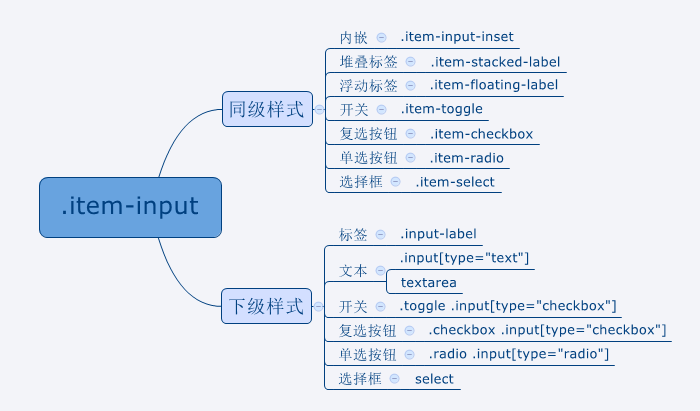 .item-input
同级样式
内嵌 .item-input-inset
堆叠标签 .item-stacked-label
浮动标签 .item-floating-label
开关 .item-toggle
复选按钮 .item-checkbox
单选按钮 .item-radio
选择框 .item-select
下级样式
标签 .input-label
文本
.input[type="text"]
textarea
开关 .toggle .input[type="checkbox"]
复选按钮 .checkbox .input[type="checkbox"]
单选按钮 .radio .input[type="radio"]
选择框 select